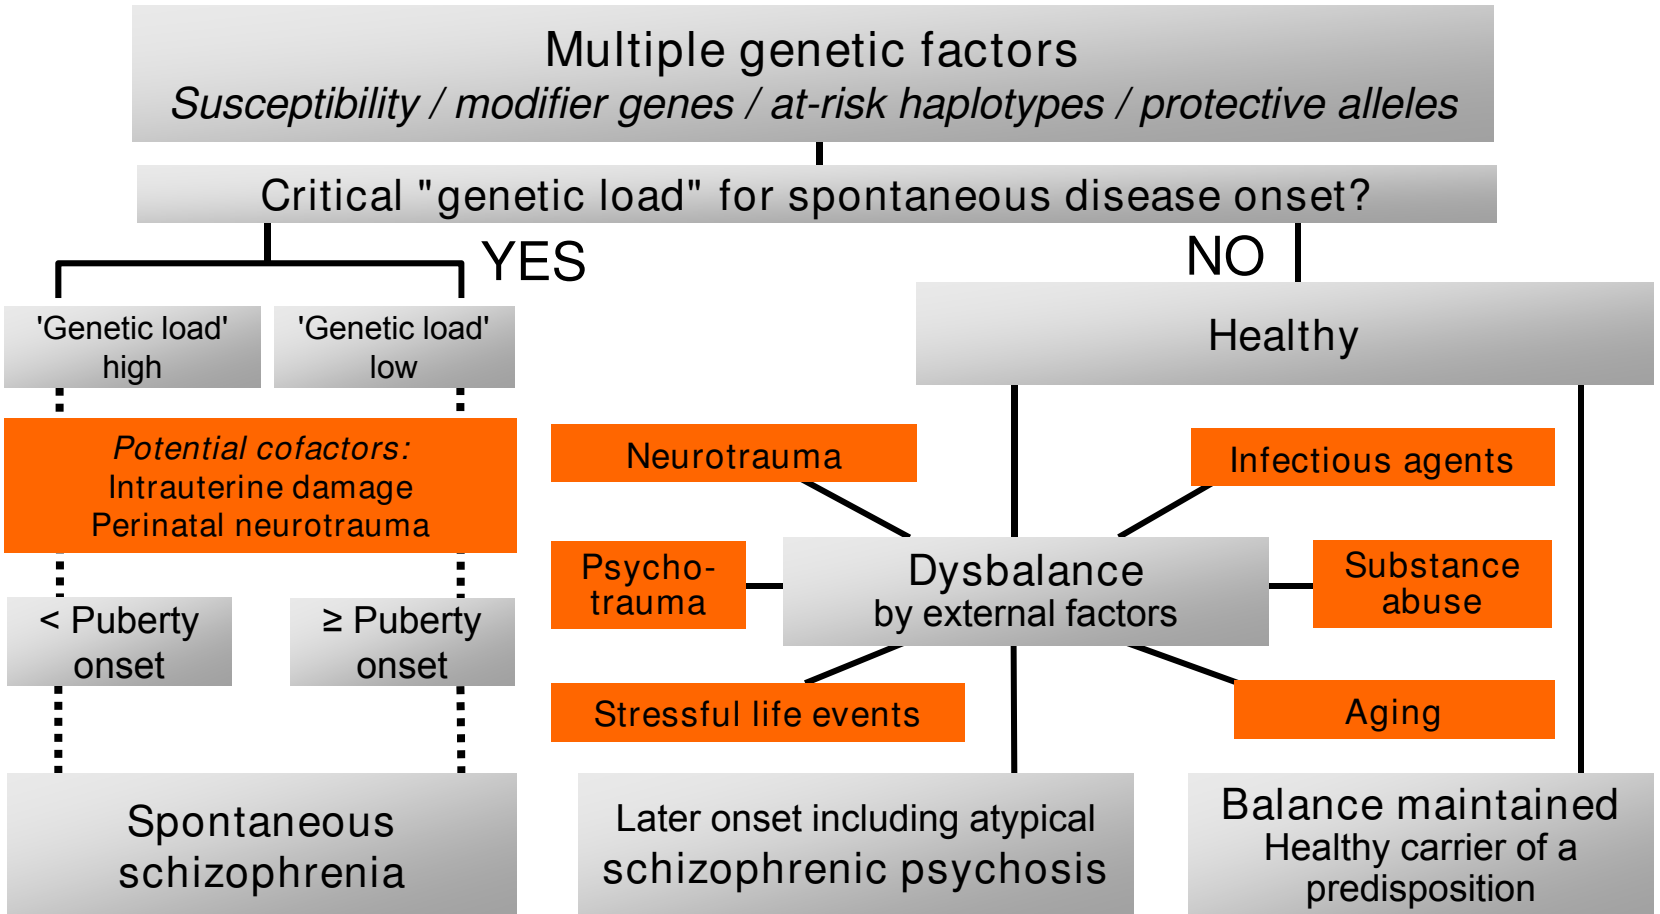 Multiple genetic factors
Susceptibility / modifier genes / at-risk haplotypes / protective alleles
Critical "genetic load" for spontaneous disease onset?
YES
NO
'Genetic load'
high
'Genetic load'
low
Healthy
Potential cofactors:
Intrauterine damage
Perinatal neurotrauma
Neurotrauma
Infectious agents
Psycho-
trauma
Dysbalance
by external factors
Substance
abuse
< Puberty
onset
≥ Puberty
onset
Stressful life events
Aging
Spontaneous
schizophrenia
Later onset including atypical
schizophrenic psychosis
Balance maintained
Healthy carrier of a
predisposition